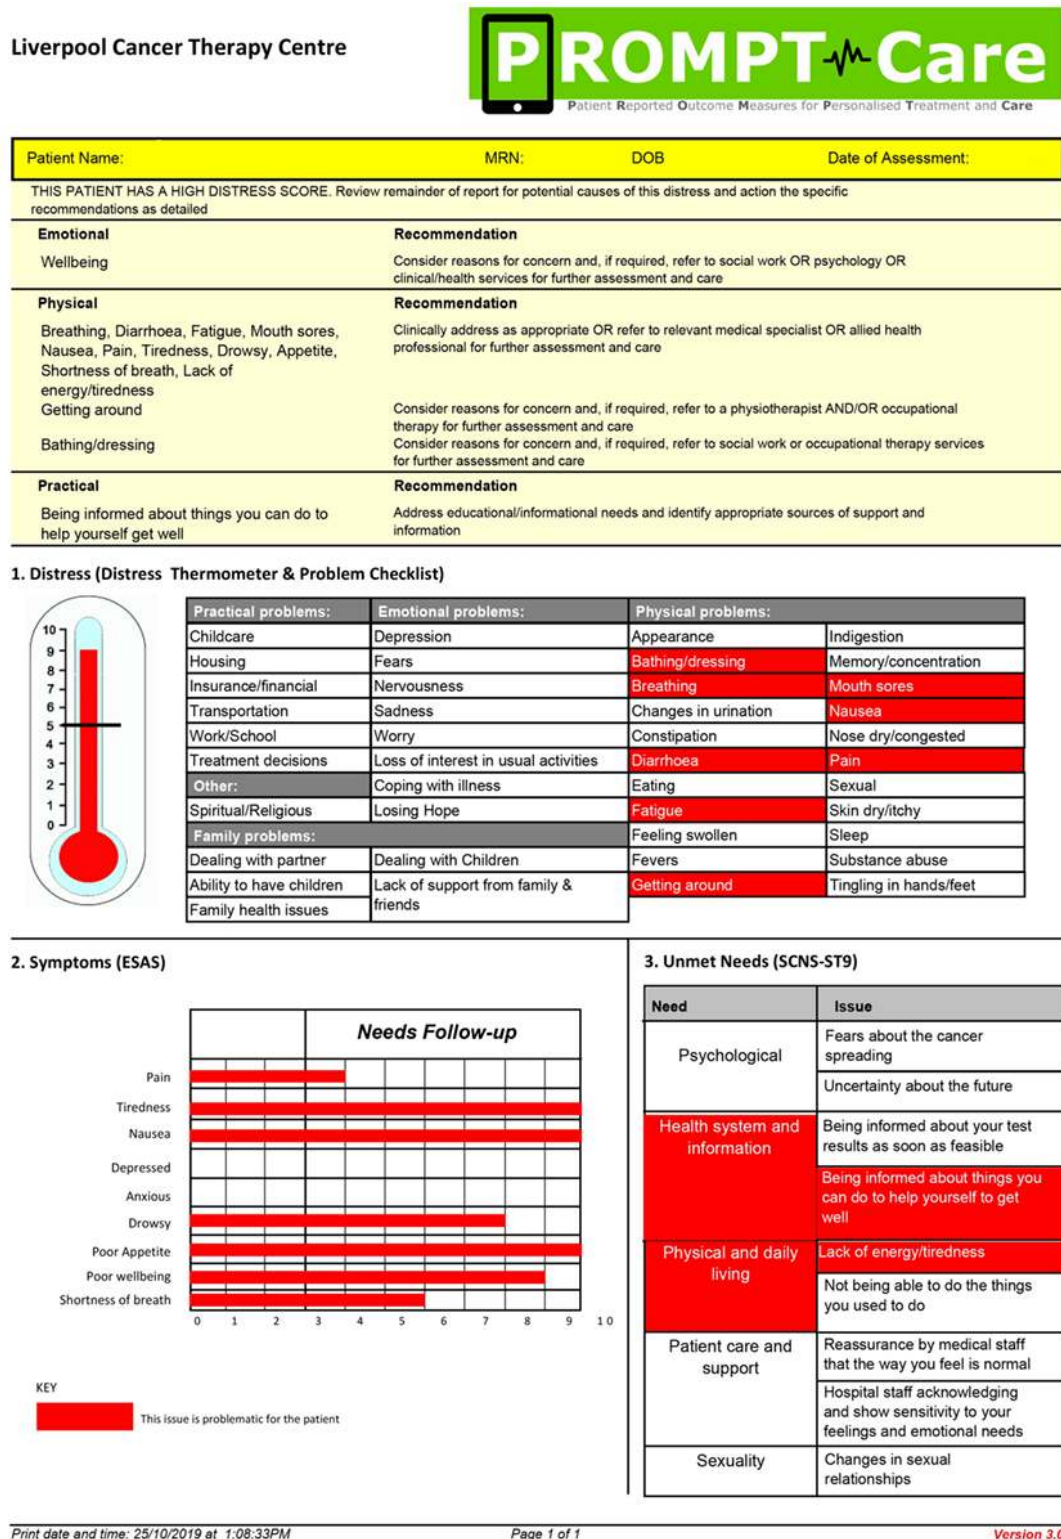 Liverpool Cancer Therapy Centre
PROMPT Care
Patient Reported Outcome Measures for Personalised Treatment and Care
Patient Name: MRN: DOB Date of Assessment:
THIS PATIENT HAS A HIGH DISTRESS SCORE. Review remainder of report for potential causes of this distress and action the specific
recommendations as detailed
Emotional Recommendation
Wellbeing Consider reasons for concern and, if required, refer to social work OR psychology OR
clinical/health services for further assessment and care
Physical Recommendation
Breathing, Diarrhoea, Fatigue, Mouth sores, Clinically address as appropriate OR refer to relevant medical specialist OR allied health
Nausea, Pain, Tiredness, Drowsy, Appetite, professional for further assessment and care
Shortness of breath, Lack of
energy/tiredness
Getting around Consider reasons for concern and, if required, refer to a physiotherapist AND/OR occupational
therapy for further assessment and care
Bathing/dressing Consider reasons for concern and, if required, refer to social work or occupational therapy services
for further assessment and care
Practical Recommendation
Being informed about things you can do to Address educational/informational needs and identify appropriate sources of support and
help yourself get well information
1. Distress (Distress Thermometer & Problem Checklist)
10
9
8
7
6
5
4
3
2
1
0
Practical problems: Emotional problems: Physical problems:
Childcare Depression Appearance Indigestion
Housing Fears Bathing/dressing Memory/concentration
Insurance/financial Nervousness Breathing Mouth sores
Transportation Sadness Changes in urination Nausea
Work/School Worry Constipation Nose dry/congested
Treatment decisions Loss of interest in usual activities Diarrhoea Pain
Other: Coping with illness Eating Sexual
Spiritual/Religious Losing Hope Fatigue Skin dry/itchy
Family problems: Feeling swollen Sleep
Dealing with partner Dealing with Children Fevers Substance abuse
Ability to have children Lack of support from family & Getting around Tingling in hands/feet
Family health issues friends
2. Symptoms (ESAS)
Needs Follow-up
Pain
Tiredness
Nausea
Depressed
Anxious
Drowsy
Poor Appetite
Poor wellbeing
Shortness of breath
0 1 2 3 4 5 6 7 8 9 10
KEY
This issue is problematic for the patient
3. Unmet Needs (SCNS-ST9)
Need Issue
Psychological Fears about the cancer
spreading
Uncertainty about the future
Health system and Being informed about your test
information results as soon as feasible
Being informed about things you
can do to help yourself to get
well
Physical and daily Lack of energy/tiredness
living Not being able to do the things
you used to do
Patient care and Reassurance by medical staff
support that the way you feel is normal
Hospital staff acknowledging
and show sensitivity to your
feelings and emotional needs
Sexuality Changes in sexual
relationships
Print date and time: 25/10/2019 at 1:08:33PM Page 1 of 1 Version 3.0